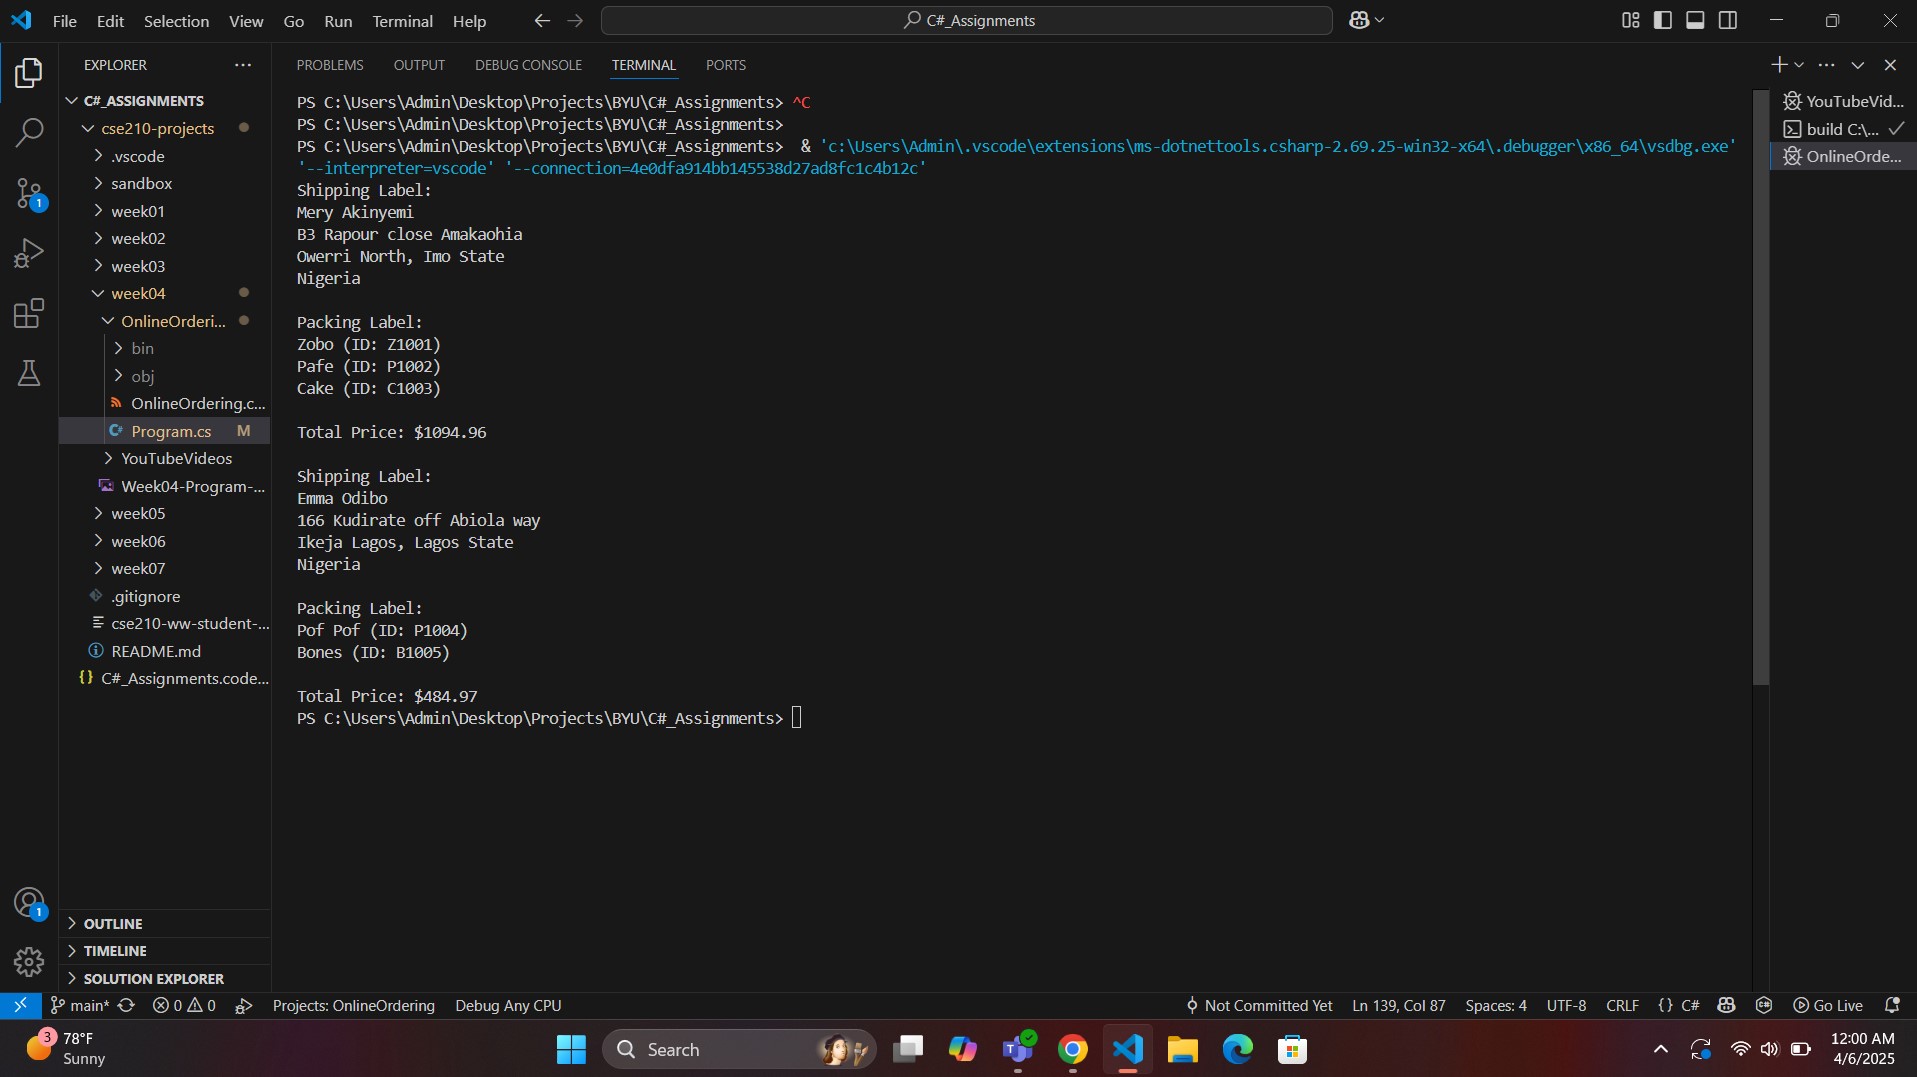 File Edit Selection View Go Run Terminal Help
C#_Assignments
EXPLORER
C#_ASSIGNMENTS
cse210-projects
.vscode
sandbox
week01
week02
week03
week04
OnlineOrderi...
bin
obj
OnlineOrdering.c...
Program.cs M
YouTubeVideos
Week04-Program-...
week05
week06
week07
.gitignore
cse210-ww-student-...
README.md
C#_Assignments.code...
OUTLINE
TIMELINE
SOLUTION EXPLORER
1
1
PROBLEMS OUTPUT DEBUG CONSOLE TERMINAL PORTS
PS C:\Users\Admin\Desktop\Projects\BYU\C#_Assignments> ^C
PS C:\Users\Admin\Desktop\Projects\BYU\C#_Assignments>
PS C:\Users\Admin\Desktop\Projects\BYU\C#_Assignments>  & 'c:\Users\Admin\.vscode\extensions\ms-dotnettools.csharp-2.69.25-win32-x64\.debugger\x86_64\vsdbg.exe'
'--interpreter=vscode' '--connection=4e0dfa914bb145538d27ad8fc1c4b12c'
Shipping Label:
Mery Akinyemi
B3 Rapour close Amakaohia
Owerri North, Imo State
Nigeria
Packing Label:
Zobo (ID: Z1001)
Pafe (ID: P1002)
Cake (ID: C1003)
Total Price: $1094.96
Shipping Label:
Emma Odibo
166 Kudirate off Abiola way
Ikeja Lagos, Lagos State
Nigeria
Packing Label:
Pof Pof (ID: P1004)
Bones (ID: B1005)
Total Price: $484.97
PS C:\Users\Admin\Desktop\Projects\BYU\C#_Assignments>
YouTubeVid...
build C:\...
OnlineOrde...
main* 0 0 Projects: OnlineOrdering Debug Any CPU Not Committed Yet Ln 139, Col 87 Spaces: 4 UTF-8 CRLF {} C# Go Live
3
78°F
Sunny
Search
12:00 AM
4/6/2025